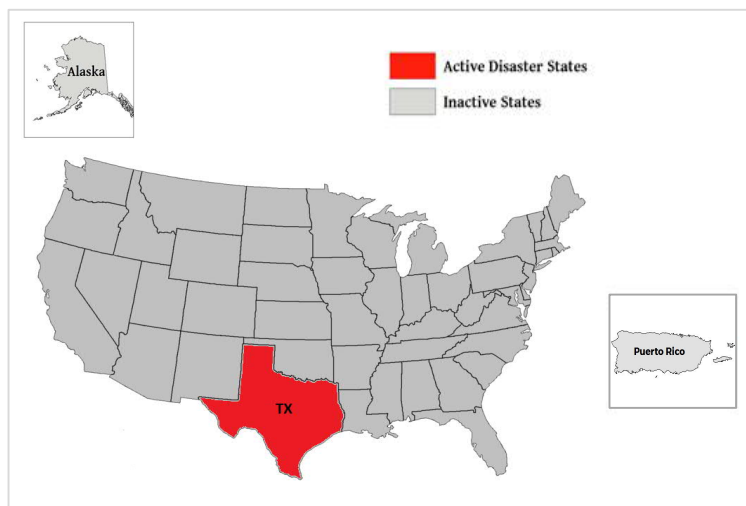 Alaska
Active Disaster States
Inactive States
Puerto Rico
TX